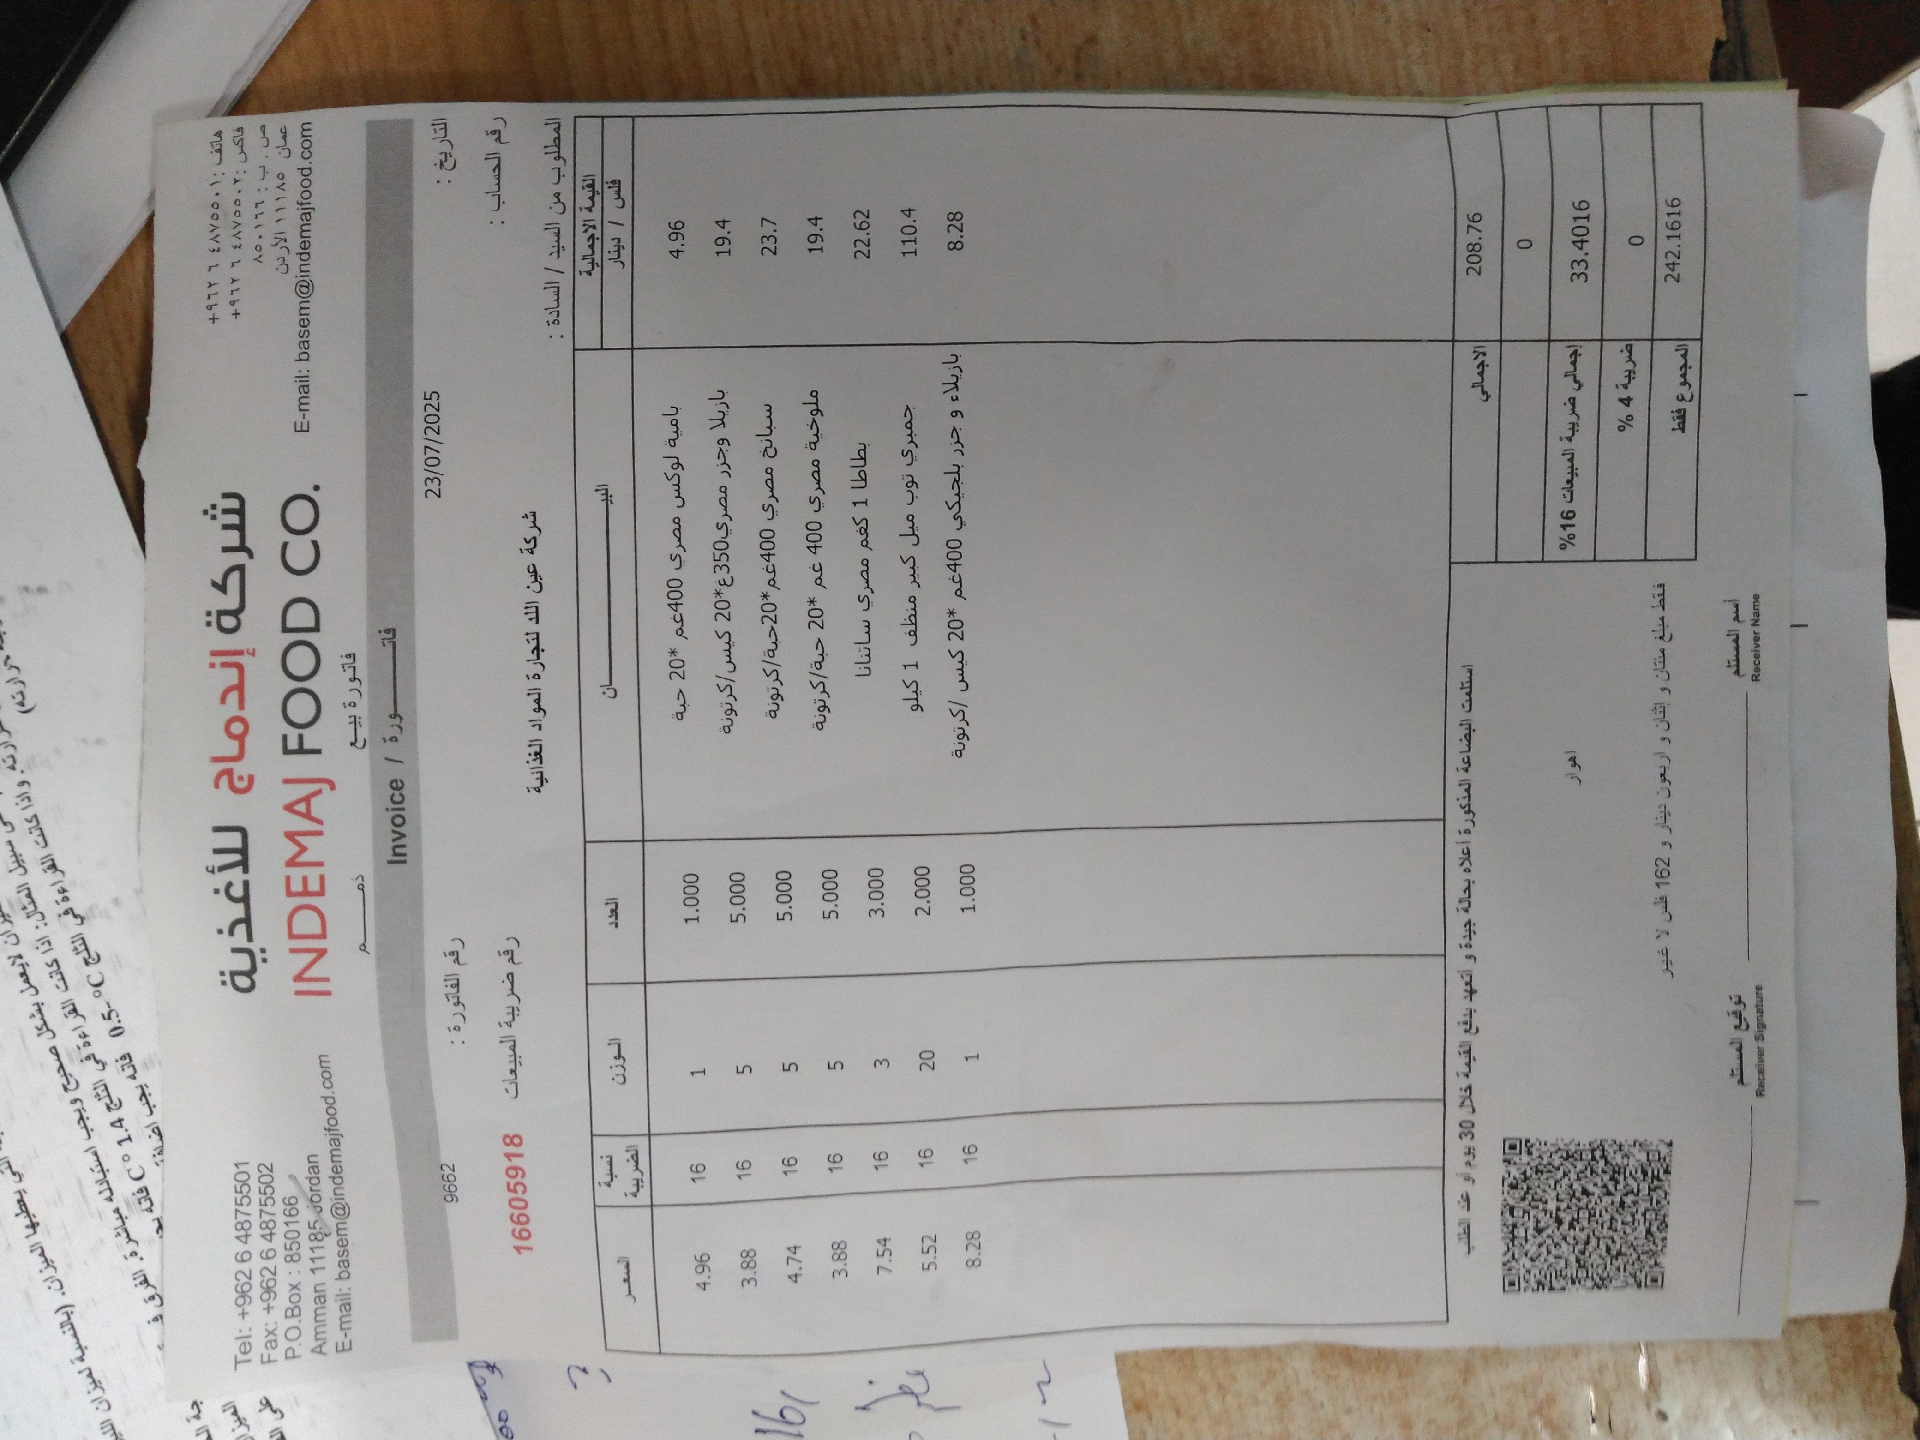 Tel: +962 6 4875501
Fax: +962 6 4875502
P.O.Box : 850166
Amman 11185 Jordan
E-mail: basem@indemajfood.com
شركة إندماج للأغذية
INDEMAJ FOOD CO.
هاتف : ٤٨٧٥٥٠١ ٦ ٩٦٢+
فاكس : ٤٨٧٥٥٠٢ ٦ ٩٦٢+
ص . ب : ٨٥٠١٦٦
عمان ١١١٨٥ الأردن
E-mail: basem@indemajfood.com
فاتورة بيع ذمـــم
فاتـــــورة / Invoice
التاريخ : 23/07/2025 رقم الفاتورة : 9662
رقم الحساب : رقم ضريبة المبيعات 16605918
المطلوب من السيد / السادة : شركة عين اللد لتجارة المواد الغذائية
القيمة الاجمالية فلس / دينار البيـــــــان العدد الوزن نسبة الضريبة السعر
4.96 بامية لوكس مصري 400غم *20 حبة 1.000 1 16 4.96
19.4 بازيلا وجزر مصري350غ*20 كيس/كرتونة 5.000 5 16 3.88
23.7 سبانخ مصري 400غم*20حبة/كرتونة 5.000 5 16 4.74
19.4 ملوخية مصري 400 غم *20 حبة/كرتونة 5.000 5 16 3.88
22.62 بطاطا 1 كغم مصري سانتانا 3.000 3 16 7.54
110.4 جمبري توب ميل كبير منظف 1 كيلو 2.000 20 16 5.52
8.28 بازيلاء و جزر بلجيكي 400غم *20 كيس /كرتونة 1.000 1 16 8.28
208.76 الاجمالي
0
33.4016 إجمالي ضريبة المبيعات 16%
0 ضريبة 4 %
242.1616 المجموع فقط
استلمت البضاعة المذكورة اعلاه بحالة جيدة و أتعهد بدفع القيمة خلال 30 يوم او عند الطلب
اهوار
فقط مبلغ مئتان و إثنان و اربعون دينار و 162 فلس لا غير
أسم المستلم
Receiver Name
توقيع المستلم
Receiver Signature